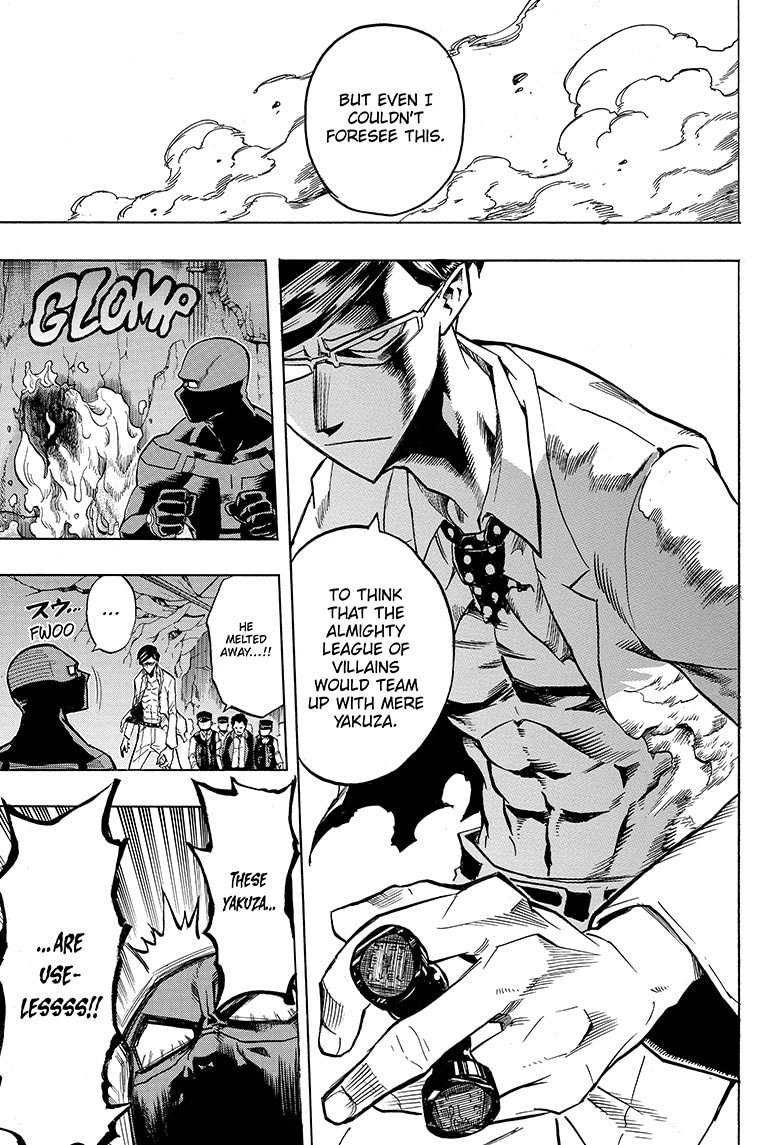 BUT EVEN I
COULDN'T
FORESEE THIS.
TO THINK
THAT THE
ALMIGHTY
LEAGUE OF
VILLAINS
WOULD TEAM
UP WITH MERE
YAKUZA.
GLOMP
HE
MELTED
AWAY...!!
...
スウ...
FWOO
THESE
YAKUZA...
...ARE
USE-
LESSSS!!